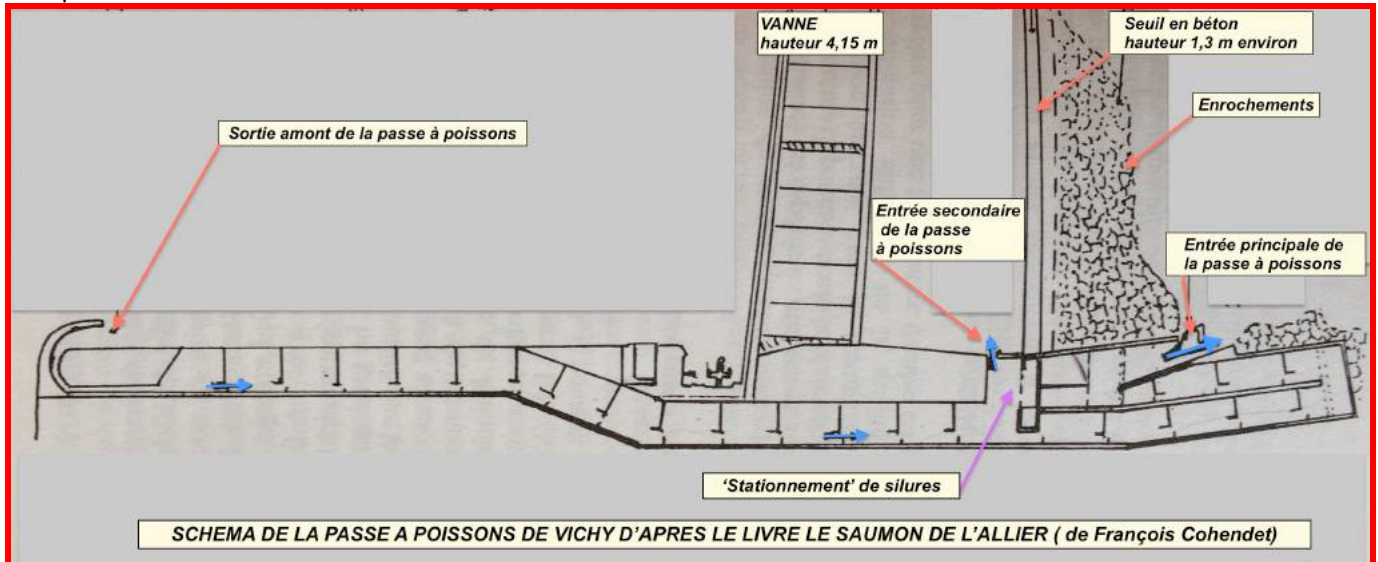 VANNE
hauteur 4,15 m
Seuil en béton
hauteur 1,3 m environ
Enrochements
Sortie amont de la passe à poissons
Entrée secondaire
de la passe
à poissons
Entrée principale de
la passe à poissons
'Stationnement' de silures
SCHEMA DE LA PASSE A POISSONS DE VICHY D'APRES LE LIVRE LE SAUMON DE L'ALLIER ( de François Cohendet)